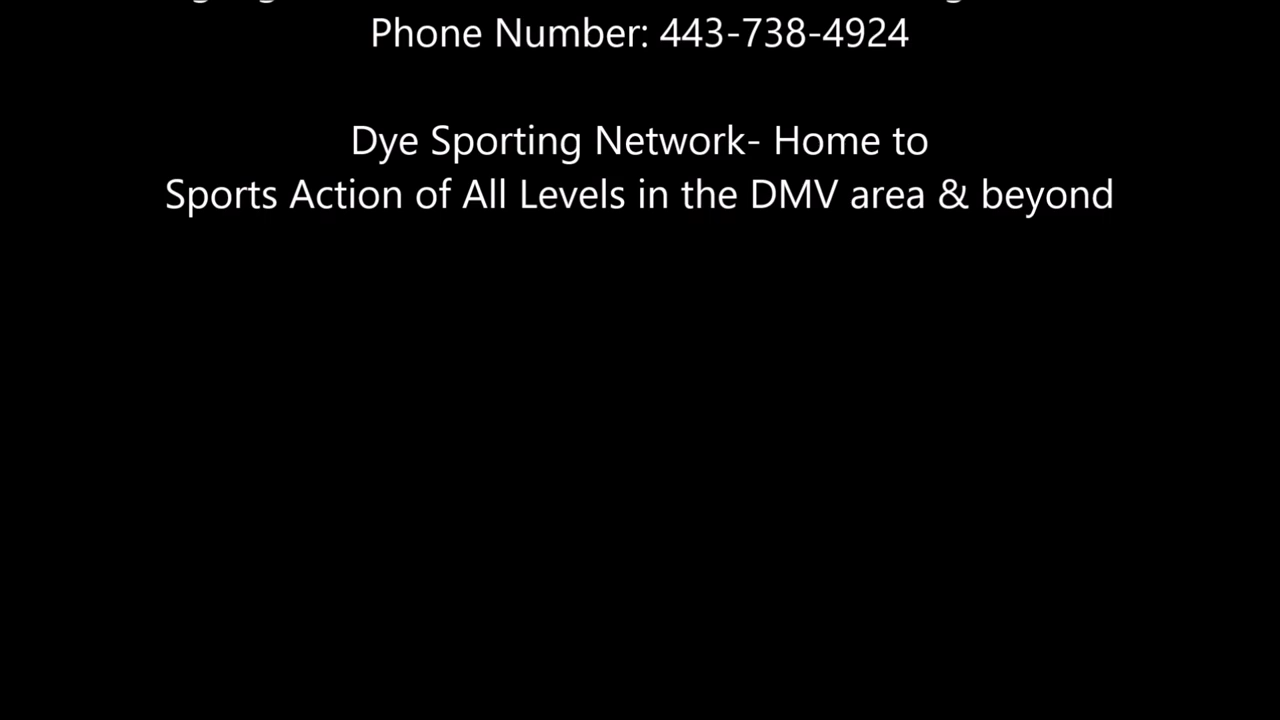 Phone Number: 443-738-4924
Dye Sporting Network- Home to
Sports Action of All Levels in the DMV area & beyond